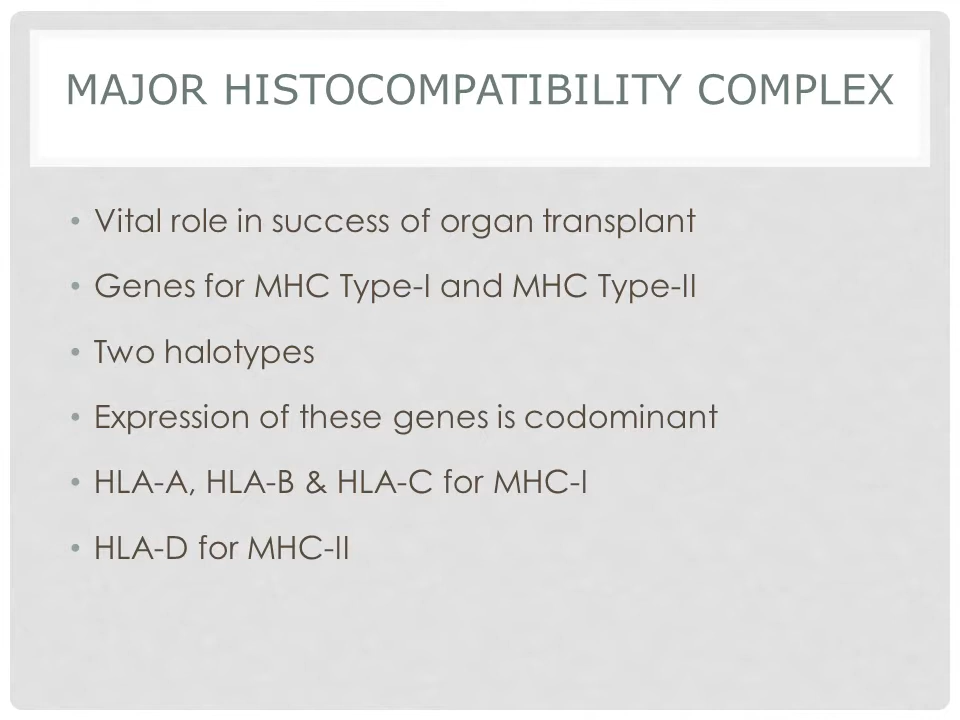 MAJOR HISTOCOMPATIBILITY COMPLEX
• Vital role in success of organ transplant
• Genes for MHC Type-I and MHC Type-II
• Two halotypes
• Expression of these genes is codominant
• HLA-A, HLA-B & HLA-C for MHC-I
• HLA-D for MHC-II